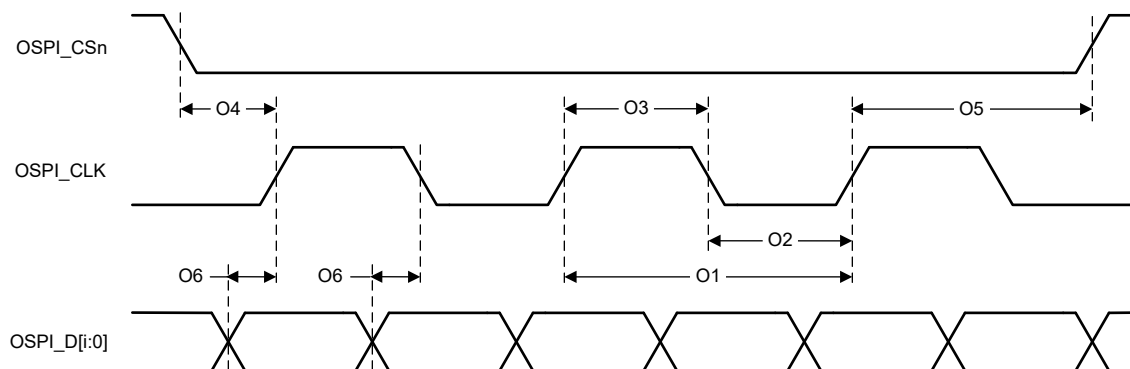 OSPI_CSn
O4
O3
O5
OSPI_CLK
O2
O6
O6
O1
OSPI_D[i:0]